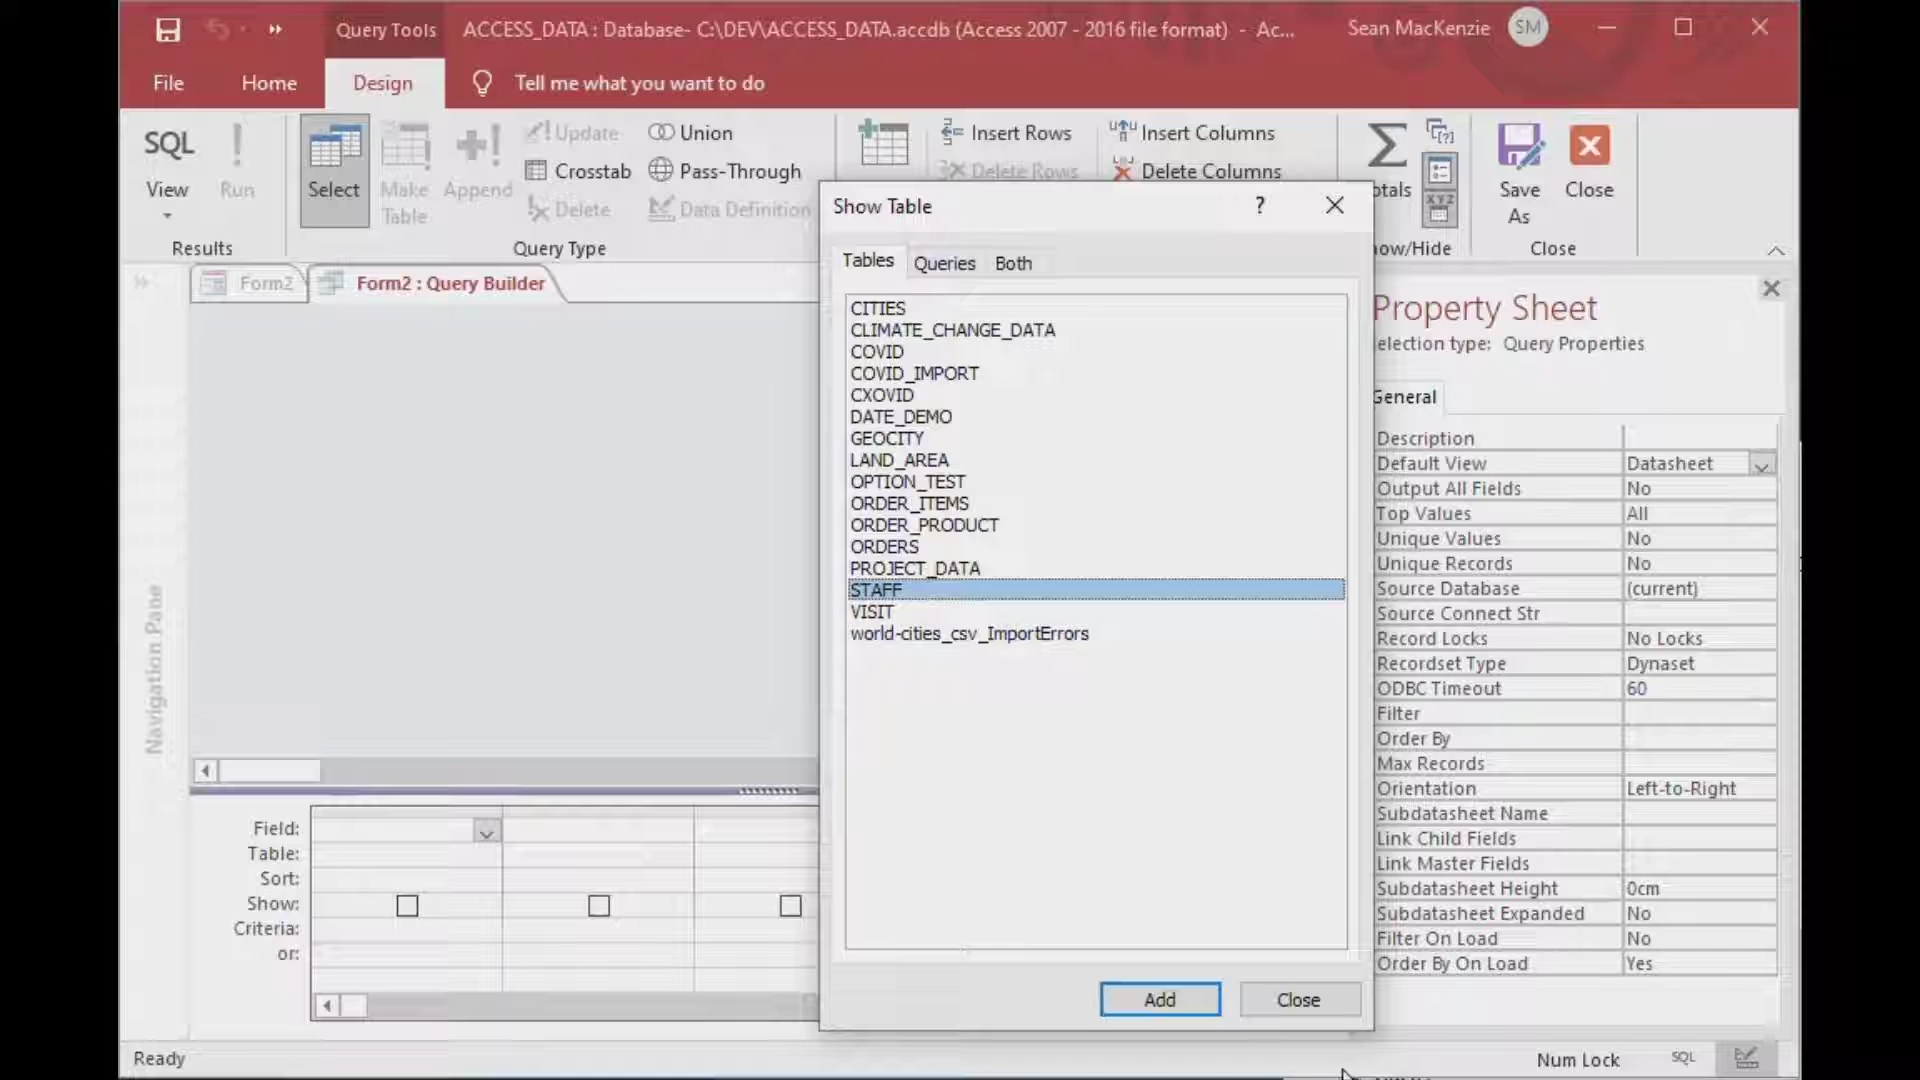 Query Tools
ACCESS_DATA : Database- C:\DEV\ACCESS_DATA.accdb (Access 2007 - 2016 file format) - Ac...
Sean MacKenzie
SM
File
Home
Design
Tell me what you want to do
SQL
View
Run
Select
Make
Table
Append
Update
Crosstab
Delete
Union
Pass-Through
Data Definition
Insert Rows
Delete Rows
Insert Columns
Delete Columns
otals
Save
As
Close
Results
Query Type
ow/Hide
Close
Form2
Form2 : Query Builder
Navigation Pane
Show Table
?
Tables
Queries
Both
CITIES
CLIMATE_CHANGE_DATA
COVID
COVID_IMPORT
CXOVID
DATE_DEMO
GEOCITY
LAND_AREA
OPTION_TEST
ORDER_ITEMS
ORDER_PRODUCT
ORDERS
PROJECT_DATA
STAFF
VISIT
world-cities_csv_ImportErrors
Add
Close
Property Sheet
election type: Query Properties
General
Description
Default View Datasheet
Output All Fields No
Top Values All
Unique Values No
Unique Records No
Source Database (current)
Source Connect Str
Record Locks No Locks
Recordset Type Dynaset
ODBC Timeout 60
Filter
Order By
Max Records
Orientation Left-to-Right
Subdatasheet Name
Link Child Fields
Link Master Fields
Subdatasheet Height 0cm
Subdatasheet Expanded No
Filter On Load No
Order By On Load Yes
Field:
Table:
Sort:
Show:
Criteria:
or:
Ready
Num Lock
SQL